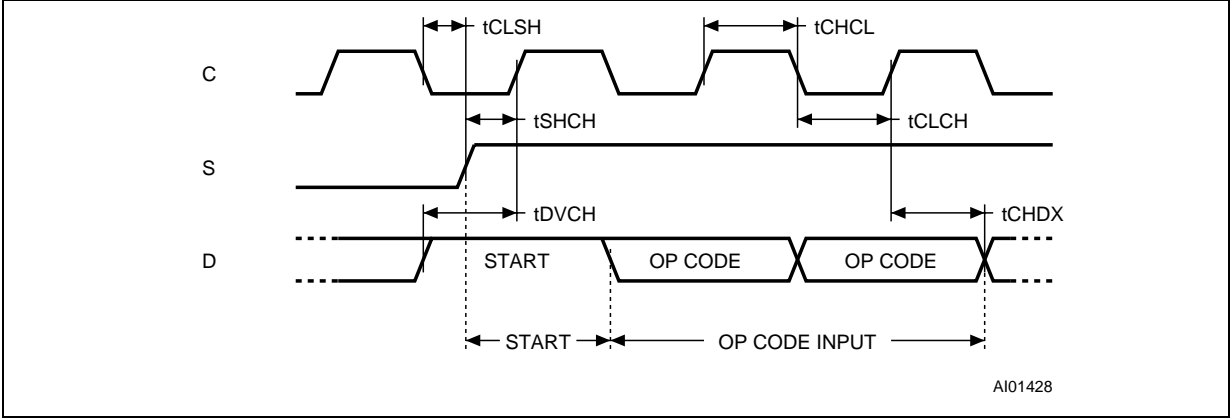 tCLSH
tCHCL
C
tSHCH
tCLCH
S
tDVCH
tCHDX
D
START
OP CODE
OP CODE
START
OP CODE INPUT
AI01428